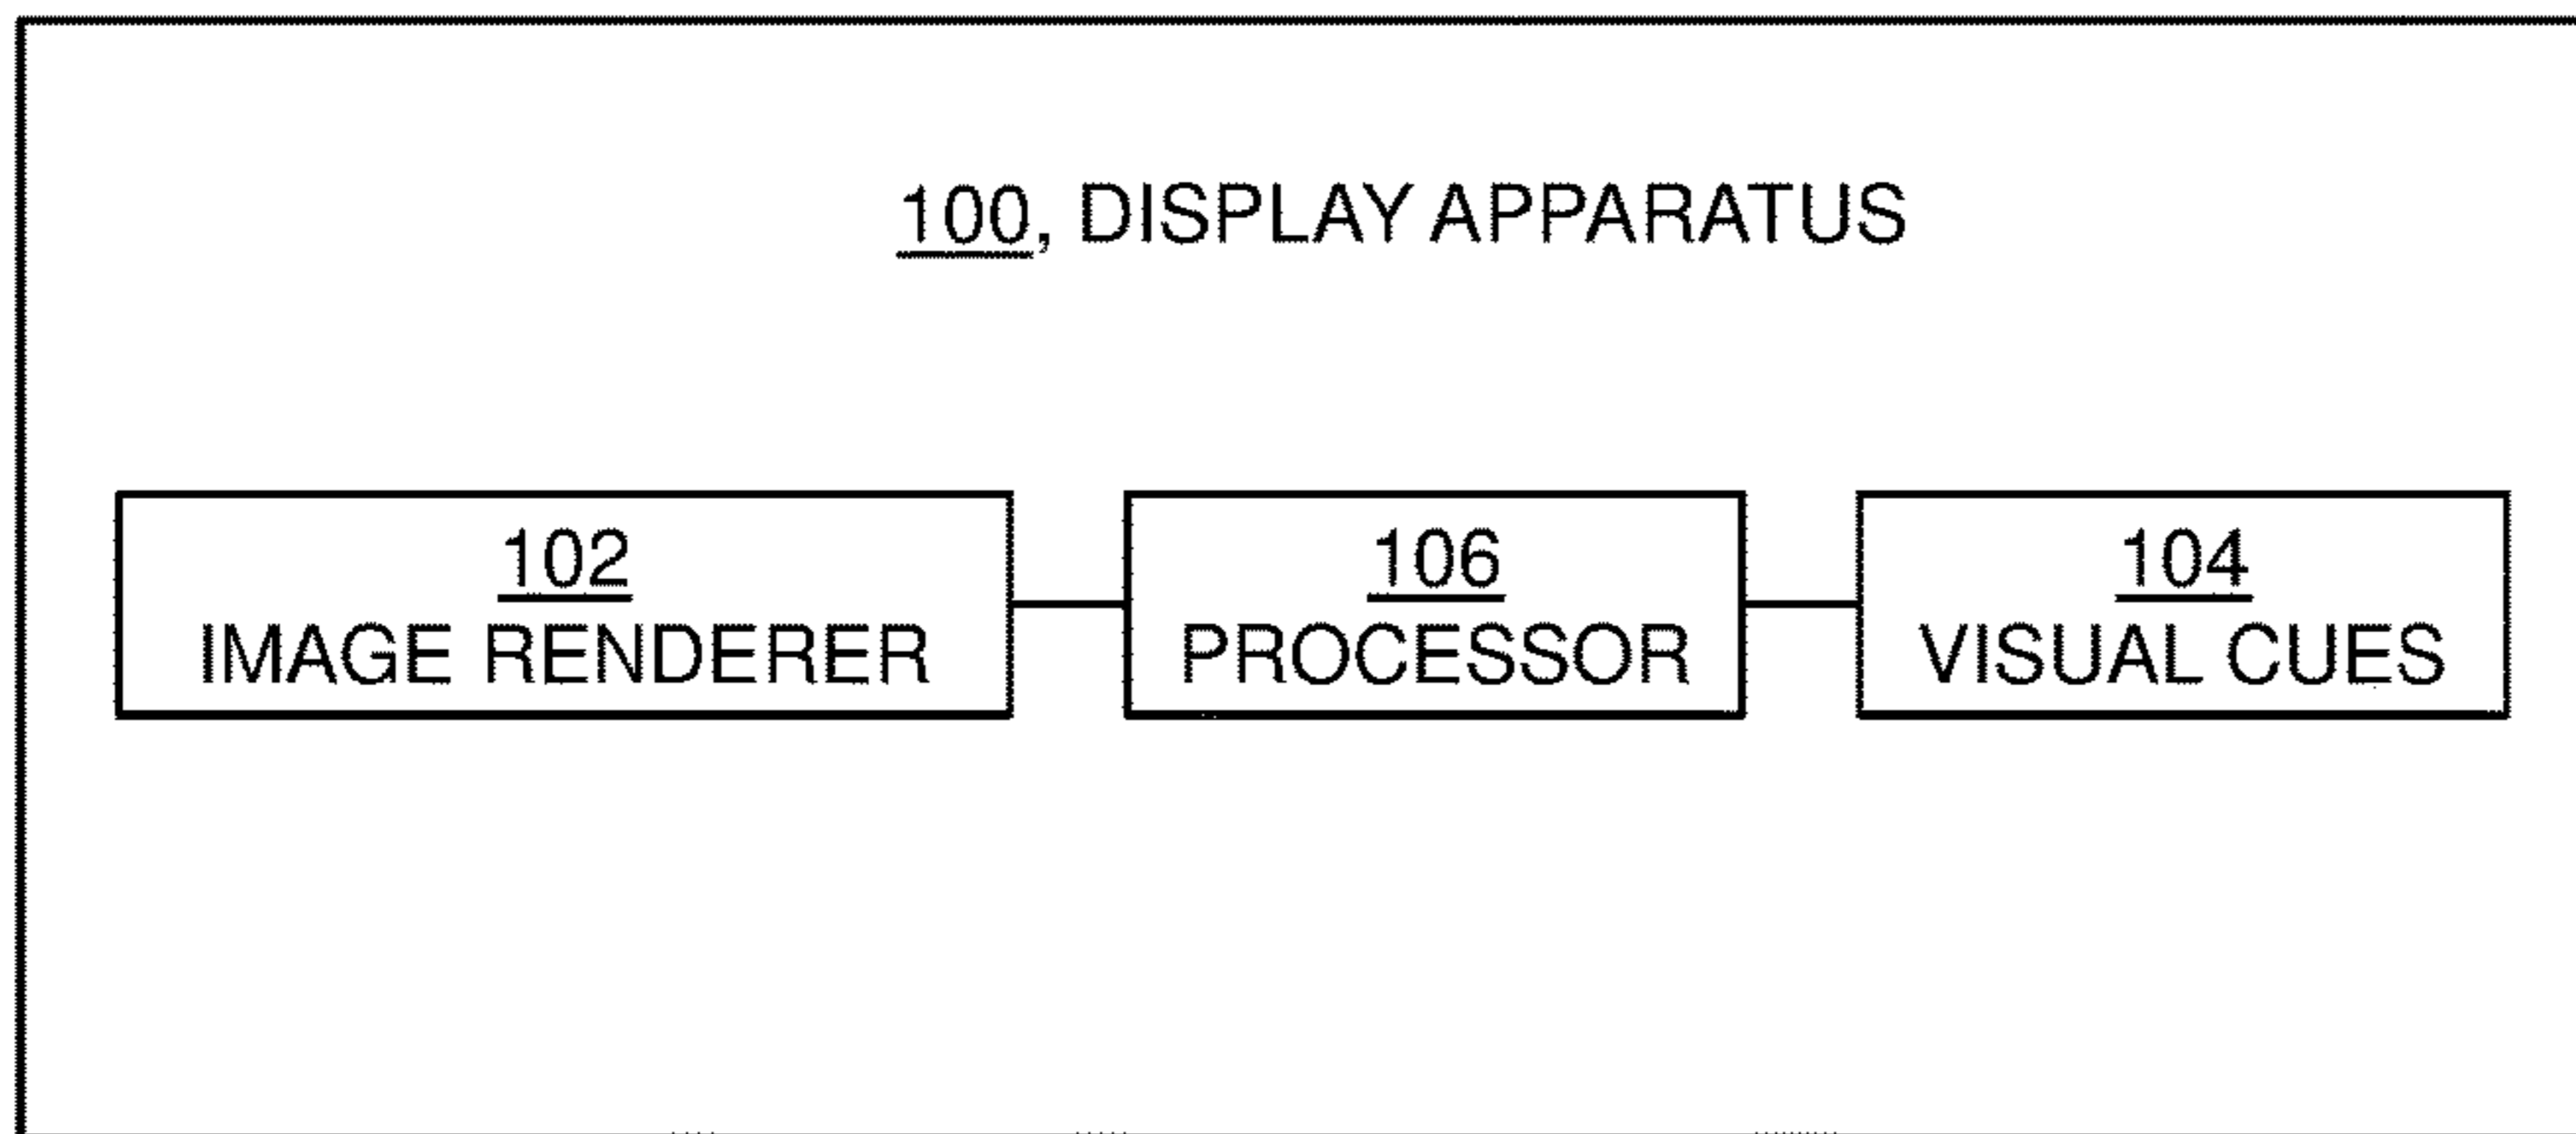 100, DISPLAY APPARATUS
102
IMAGE RENDERER
106
PROCESSOR
104
VISUAL CUES